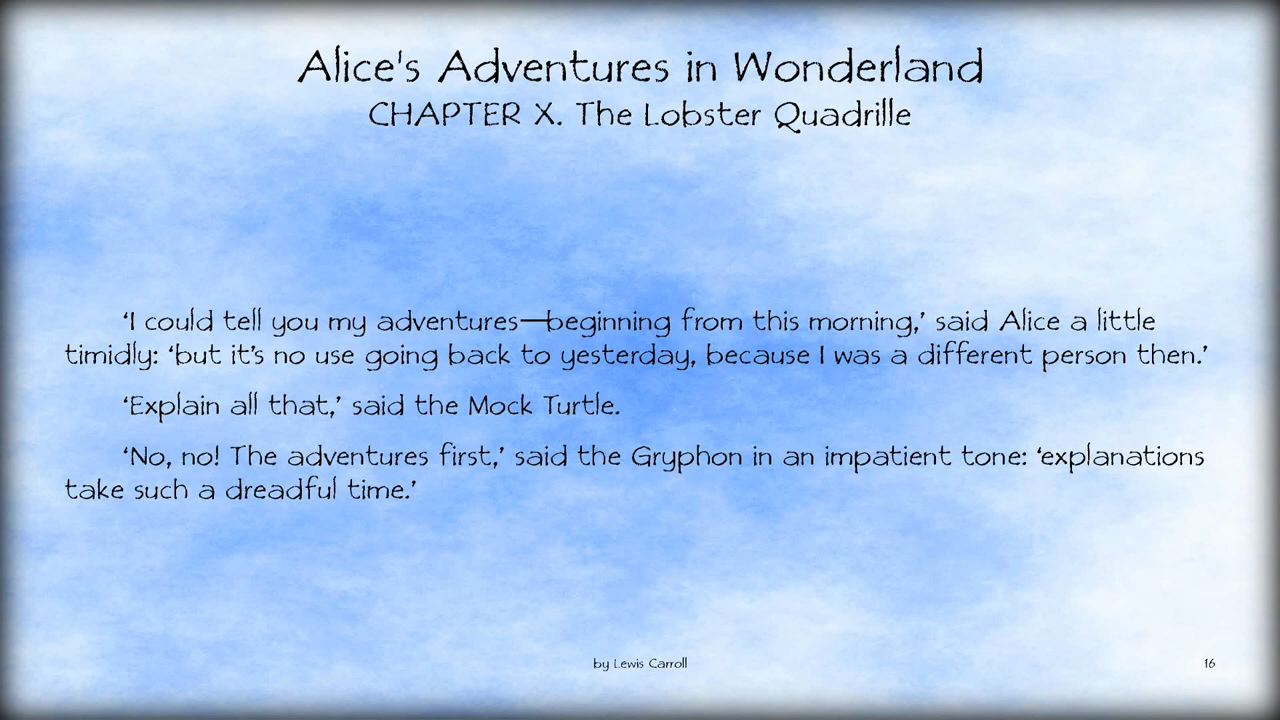 Alice's Adventures in Wonderland
CHAPTER X. The Lobster Quadrille
‘I could tell you my adventures—beginning from this morning,’ said Alice a little
timidly: ‘but it’s no use going back to yesterday, because I was a different person then.’
‘Explain all that,’ said the Mock Turtle.
‘No, no! The adventures first,’ said the Gryphon in an impatient tone: ‘explanations
take such a dreadful time.’
by Lewis Carroll
16